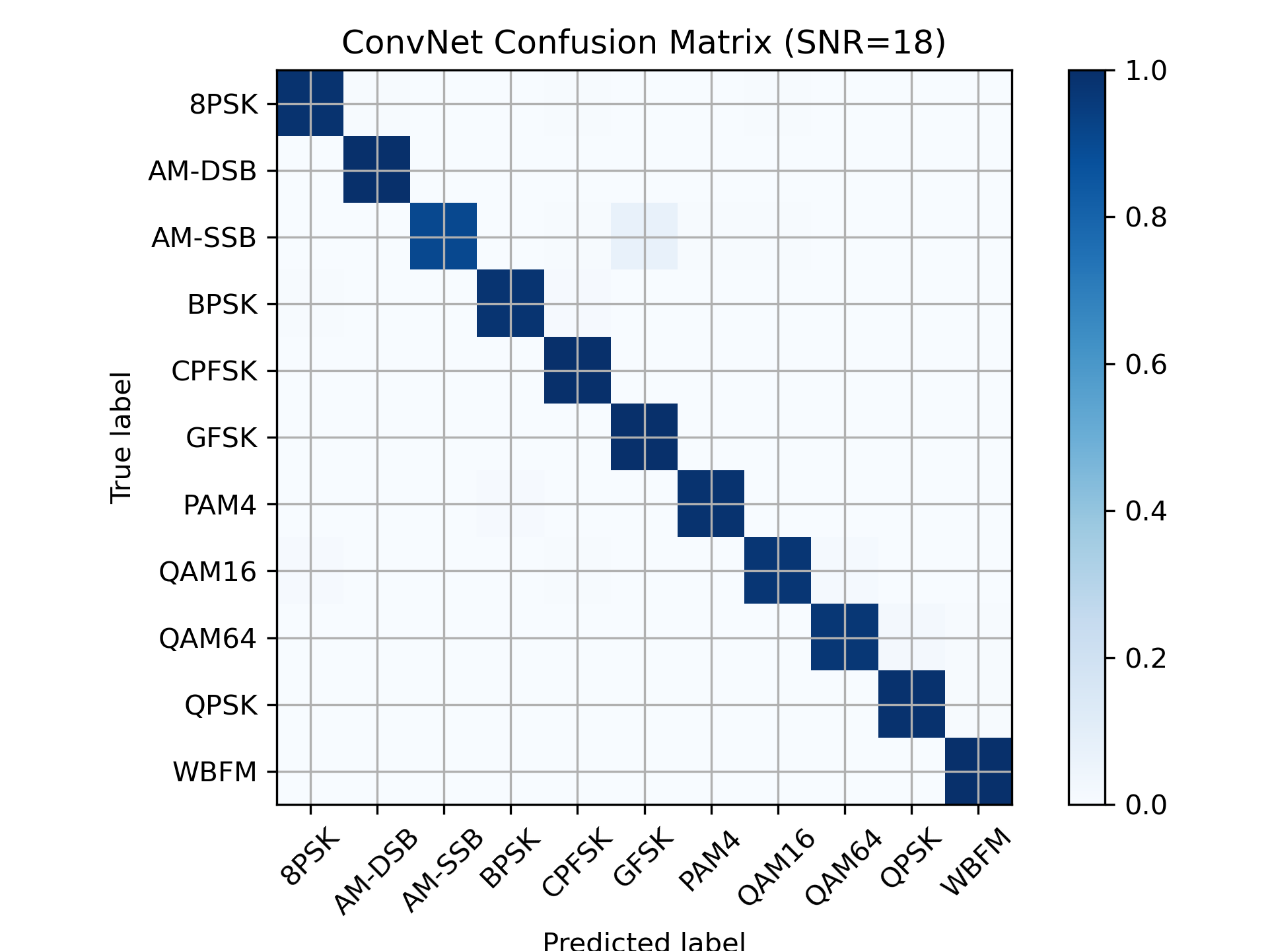 ConvNet Confusion Matrix (SNR=18)
8PSK
AM-DSB
AM-SSB
BPSK
CPFSK
GFSK
PAM4
QAM16
QAM64
QPSK
WBFM
True label
8PSK
AM-DSB
AM-SSB
BPSK
CPFSK
GFSK
PAM4
QAM16
QAM64
QPSK
WBFM
Predicted label
1.0
0.8
0.6
0.4
0.2
0.0